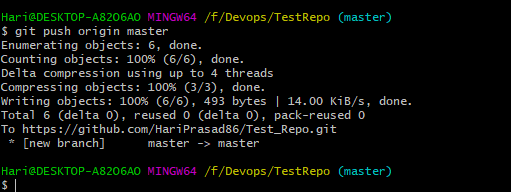 Hari@DESKTOP-A82O6AO MINGW64 /f/Devops/TestRepo (master)
$ git push origin master
Enumerating objects: 6, done.
Counting objects: 100% (6/6), done.
Delta compression using up to 4 threads
Compressing objects: 100% (3/3), done.
Writing objects: 100% (6/6), 493 bytes | 14.00 KiB/s, done.
Total 6 (delta 0), reused 0 (delta 0), pack-reused 0
To https://github.com/HariPrasad86/Test_Repo.git
 * [new branch]      master -> master

Hari@DESKTOP-A82O6AO MINGW64 /f/Devops/TestRepo (master)
$